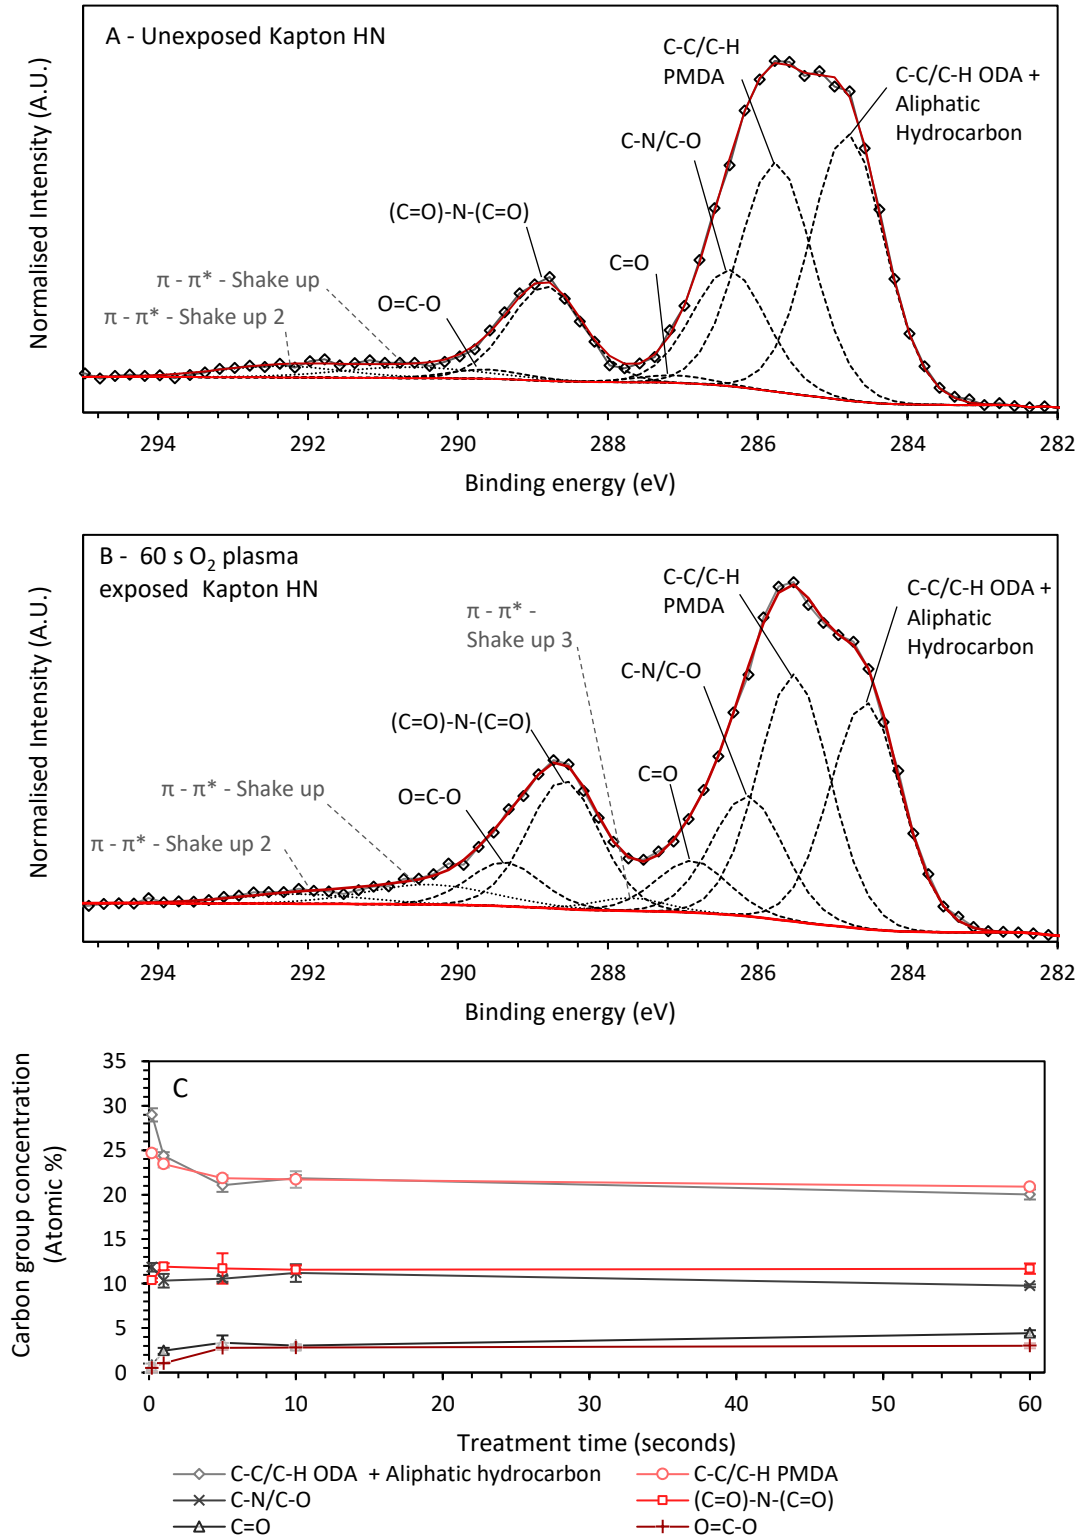 A - Unexposed Kapton HN
C-C/C-H
PMDA
C-C/C-H ODA +
Aliphatic
Hydrocarbon
C-N/C-O
(C=O)-N-(C=O)
C=O
π - π* - Shake up
O=C-O
π - π* - Shake up 2
Normalised Intensity (A.U.)
294 292 290 288 286 284 282
Binding energy (eV)
B - 60 s O₂ plasma
exposed Kapton HN
C-C/C-H
PMDA
C-C/C-H ODA +
Aliphatic
Hydrocarbon
π - π* -
Shake up 3
C-N/C-O
(C=O)-N-(C=O)
C=O
π - π* - Shake up
O=C-O
π - π* - Shake up 2
Normalised Intensity (A.U.)
294 292 290 288 286 284 282
Binding energy (eV)
C
Carbon group concentration
(Atomic %)
35
30
25
20
15
10
5
0
0 10 20 30 40 50 60
Treatment time (seconds)
C-C/C-H ODA + Aliphatic hydrocarbon
C-C/C-H PMDA
C-N/C-O
(C=O)-N-(C=O)
C=O
O=C-O